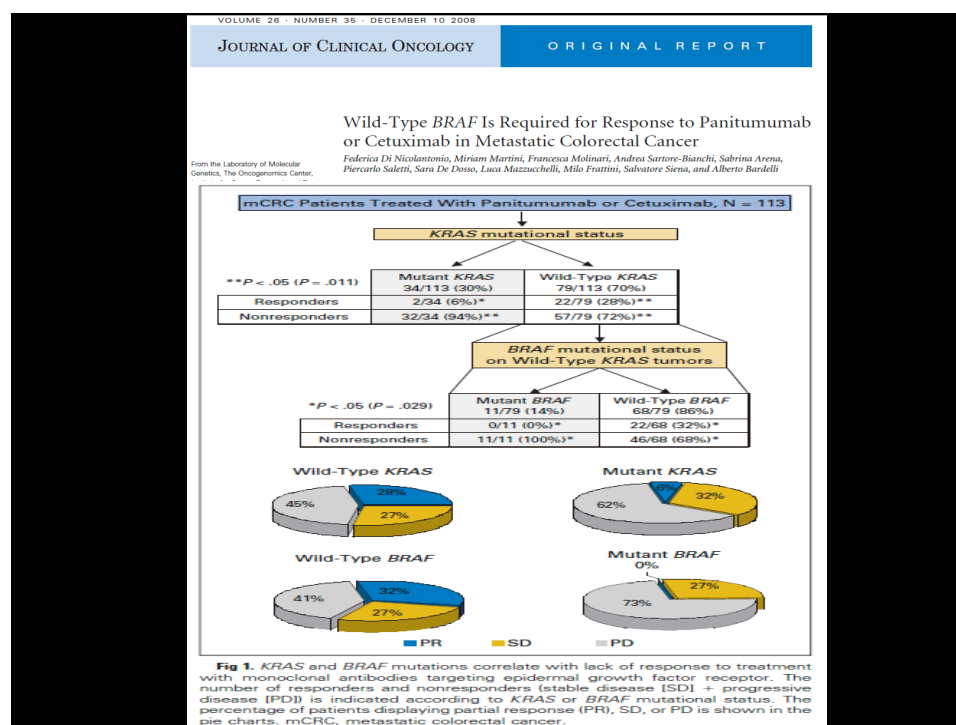 VOLUME 26 · NUMBER 35 · DECEMBER 10 2008
JOURNAL OF CLINICAL ONCOLOGY
ORIGINAL REPORT
Wild-Type BRAF Is Required for Response to Panitumumab
or Cetuximab in Metastatic Colorectal Cancer
Federica Di Nicolantonio, Miriam Martini, Francesca Molinari, Andrea Sartore-Bianchi, Sabrina Arena,
Piercarlo Saletti, Sara De Dosso, Luca Mazzucchelli, Milo Frattini, Salvatore Siena, and Alberto Bardelli
From the Laboratory of Molecular
Genetics, The Oncogenomics Center,
mCRC Patients Treated With Panitumumab or Cetuximab, N = 113
KRAS mutational status
**P < .05 (P = .011)
Mutant KRAS
34/113 (30%)
Wild-Type KRAS
79/113 (70%)
Responders 2/34 (6%)* 22/79 (28%)**
Nonresponders 32/34 (94%)** 57/79 (72%)**
BRAF mutational status
on Wild-Type KRAS tumors
*P < .05 (P = .029)
Mutant BRAF
11/79 (14%)
Wild-Type BRAF
68/79 (86%)
Responders 0/11 (0%)* 22/68 (32%)*
Nonresponders 11/11 (100%)* 46/68 (68%)*
Wild-Type KRAS
28%
45%
27%
Mutant KRAS
6%
32%
62%
Wild-Type BRAF
32%
41%
27%
Mutant BRAF
0%
27%
73%
PR SD PD
Fig 1. KRAS and BRAF mutations correlate with lack of response to treatment
with monoclonal antibodies targeting epidermal growth factor receptor. The
number of responders and nonresponders (stable disease [SD] + progressive
disease [PD]) is indicated according to KRAS or BRAF mutational status. The
percentage of patients displaying partial response (PR), SD, or PD is shown in the
pie charts. mCRC, metastatic colorectal cancer.